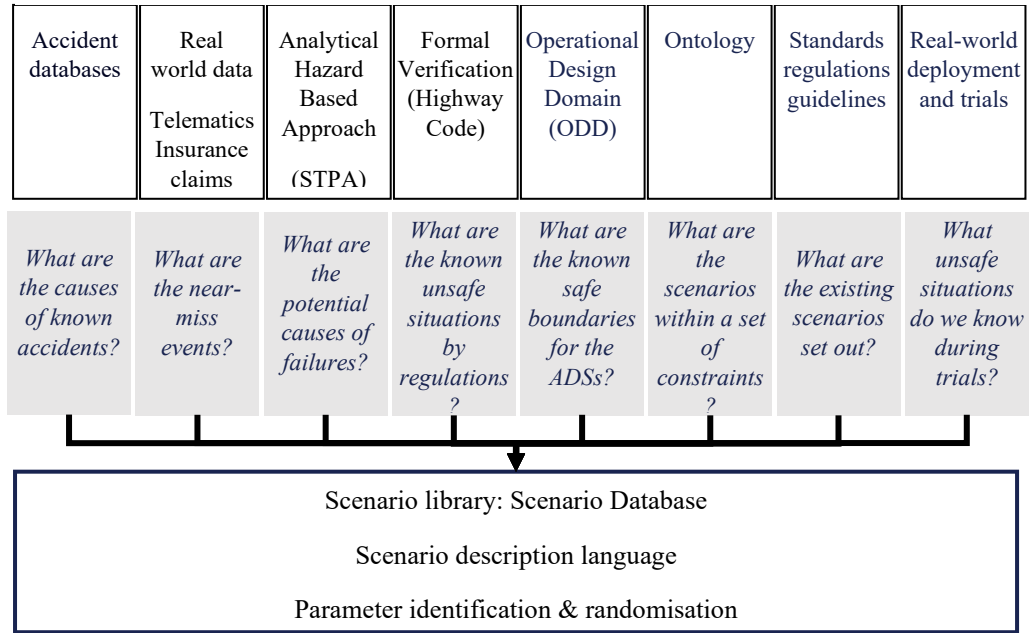 Accident
databases
Real
world data
Telematics
Insurance
claims
Analytical
Hazard
Based
Approach
(STPA)
Formal
Verification
(Highway
Code)
Operational
Design
Domain
(ODD)
Ontology
Standards
regulations
guidelines
Real-world
deployment
and trials
What are
the causes
of known
accidents?
What are
the near-
miss
events?
What are
the
potential
causes of
failures?
What are
the known
unsafe
situations
by
regulations
?
What are
the known
safe
boundaries
for the
ADSs?
What are
the
scenarios
within a set
of
constraints
?
What are
the existing
scenarios
set out?
What
unsafe
situations
do we know
during
trials?
Scenario library: Scenario Database
Scenario description language
Parameter identification & randomisation